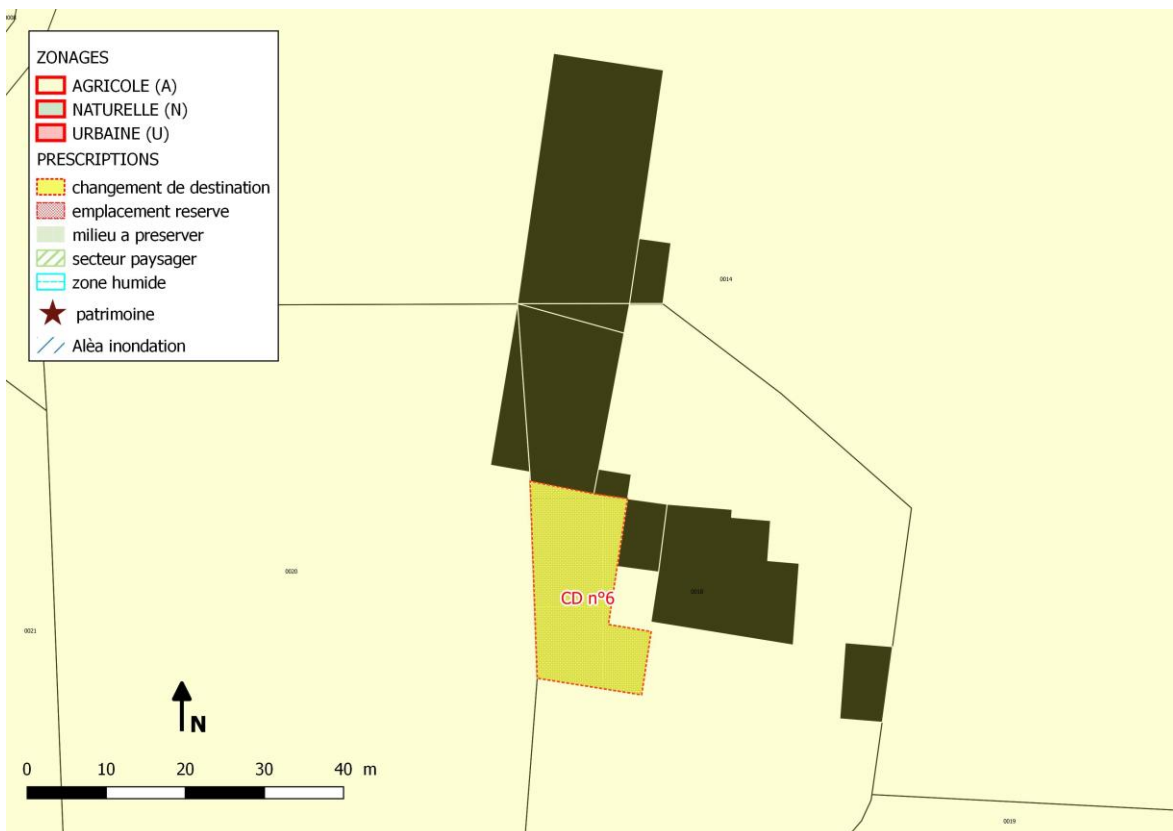 ZONAGES
AGRICOLE (A)
NATURELLE (N)
URBAINE (U)
PRESCRIPTIONS
changement de destination
emplacement reserve
milieu a preserver
secteur paysager
zone humide
patrimoine
Alèa inondation
0014
0020
CD n°6
0021
N
0 10 20 30 40 m
0019